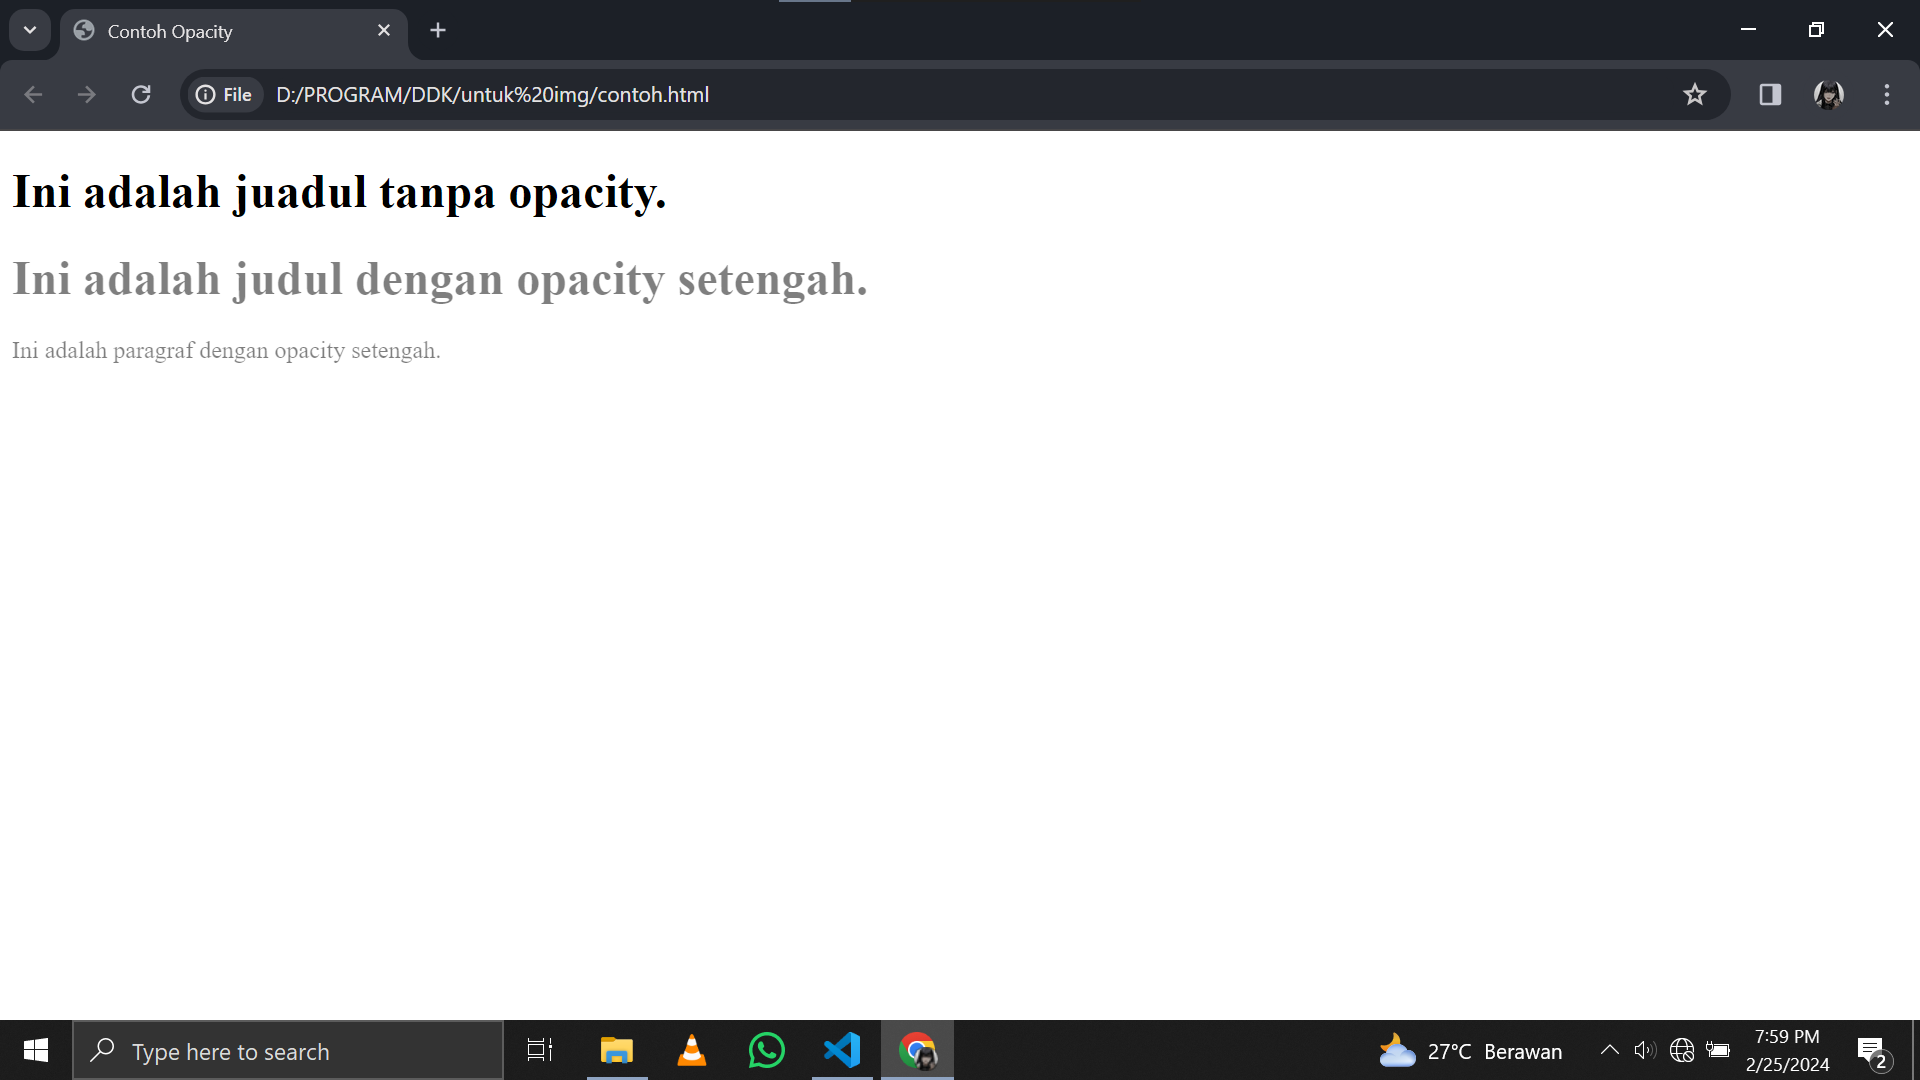 Contoh Opacity
File D:/PROGRAM/DDK/untuk%20img/contoh.html
Ini adalah juadul tanpa opacity.
Ini adalah judul dengan opacity setengah.
Ini adalah paragraf dengan opacity setengah.
Type here to search
27°C Berawan
7:59 PM
2/25/2024
2